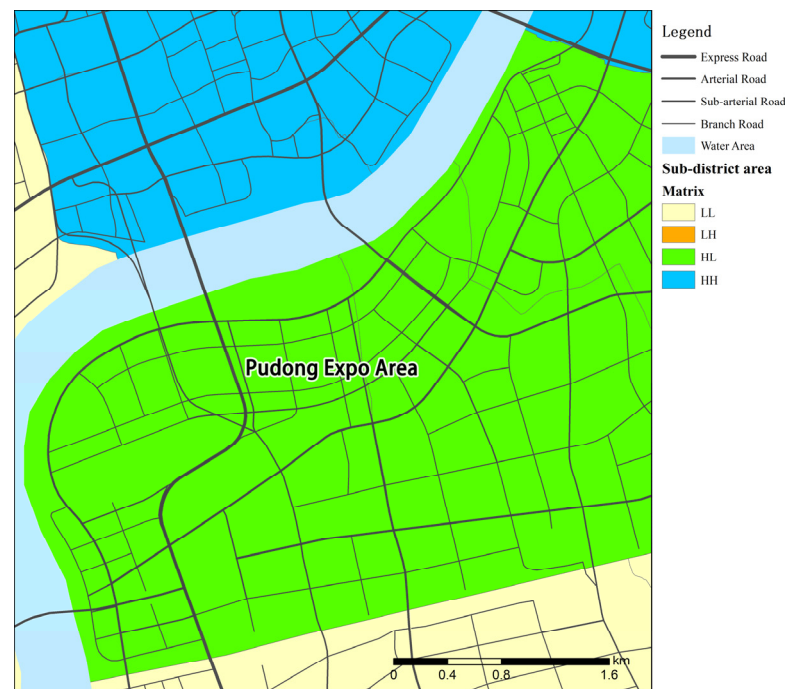 Legend
Express Road
Arterial Road
Sub-arterial Road
Branch Road
Water Area
Sub-district area
Matrix
LL
LH
HL
HH
Pudong Expo Area
km
0 0.4 0.8 1.6